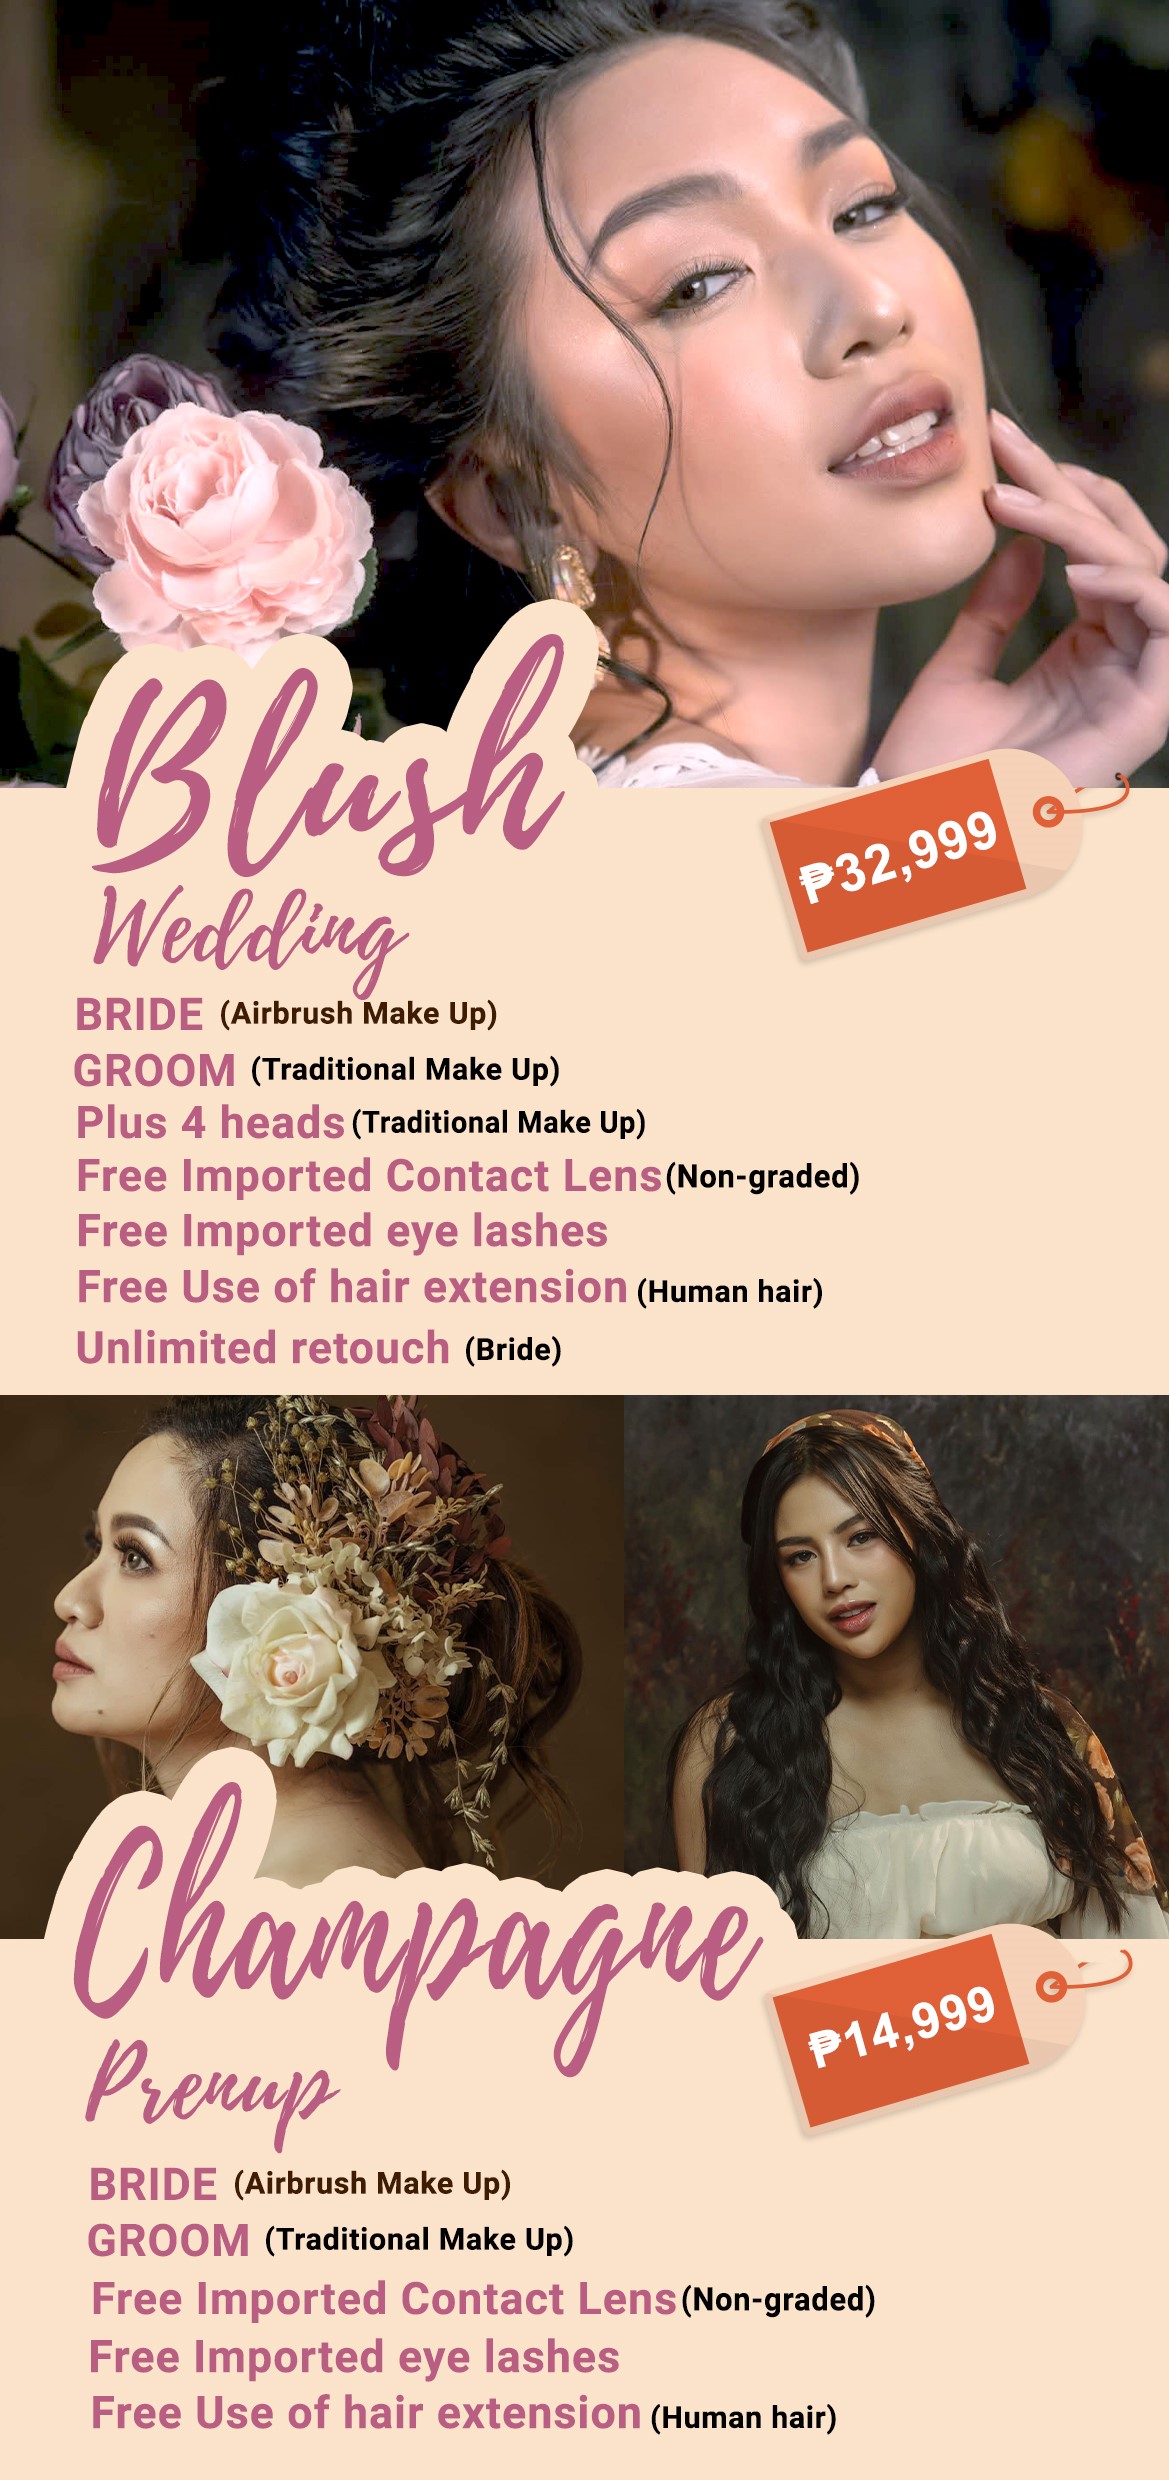 Blush
₱32,999
Wedding
BRIDE (Airbrush Make Up)
GROOM (Traditional Make Up)
Plus 4 heads (Traditional Make Up)
Free Imported Contact Lens (Non-graded)
Free Imported eye lashes
Free Use of hair extension (Human hair)
Unlimited retouch (Bride)
Champagne
₱14,999
Prenup
BRIDE (Airbrush Make Up)
GROOM (Traditional Make Up)
Free Imported Contact Lens (Non-graded)
Free Imported eye lashes
Free Use of hair extension (Human hair)